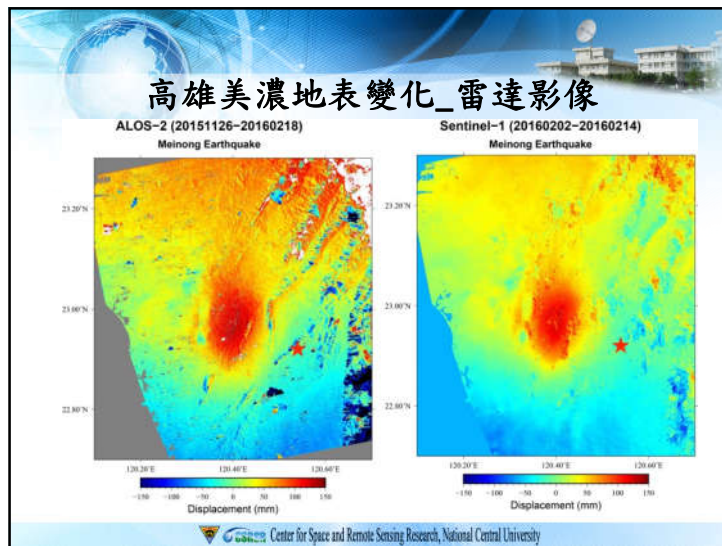 高雄美濃地表變化_雷達影像
ALOS−2 (20151126−20160218)
Meinong Earthquake
23.20°N
23.00°N
22.80°N
120.20°E 120.40°E 120.60°E
−150 −100 −50 0 50 100 150
Displacement (mm)
Sentinel−1 (20160202−20160214)
Meinong Earthquake
23.20°N
23.00°N
22.80°N
120.20°E 120.40°E 120.60°E
−150 −100 −50 0 50 100 150
Displacement (mm)
CSRSR Center for Space and Remote Sensing Research, National Central University